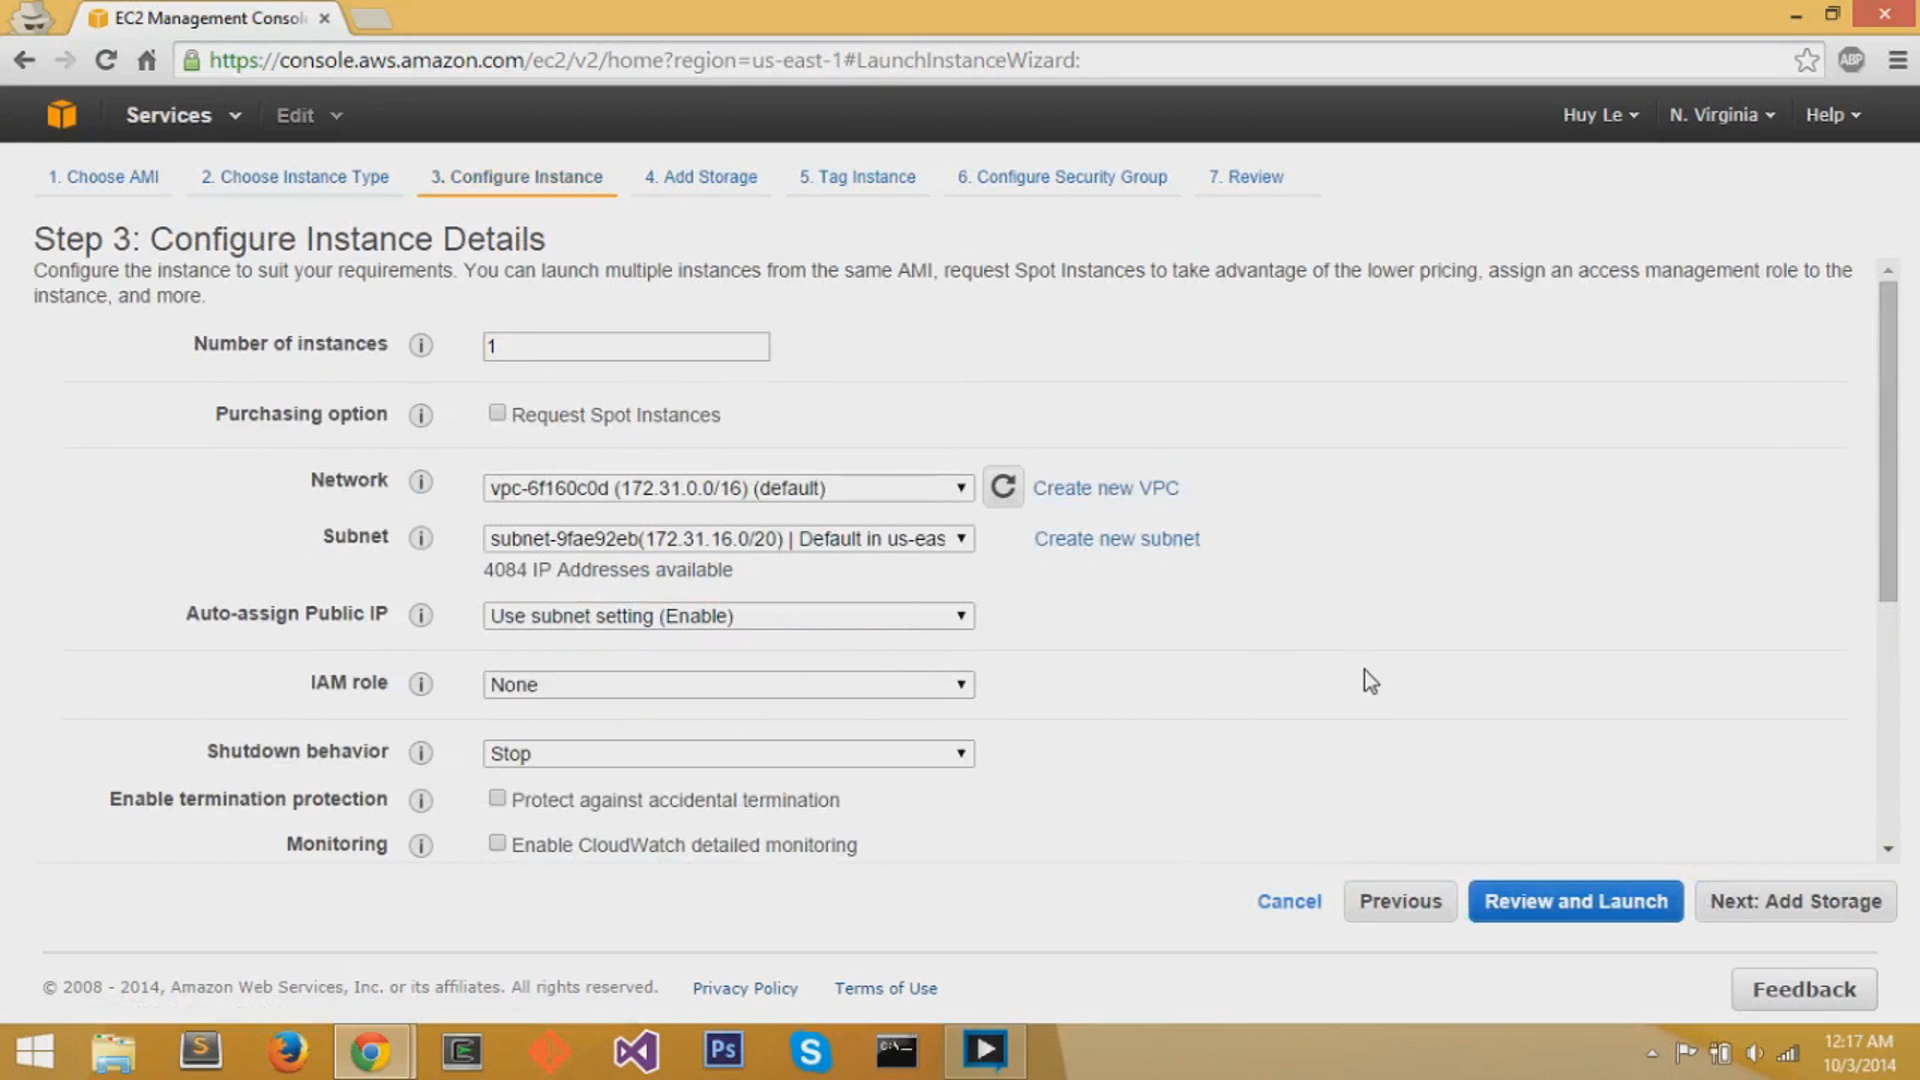 EC2 Management Consol
https://console.aws.amazon.com/ec2/v2/home?region=us-east-1#LaunchInstanceWizard:
ABP
Services Edit Huy Le N. Virginia Help
1. Choose AMI 2. Choose Instance Type 3. Configure Instance 4. Add Storage 5. Tag Instance 6. Configure Security Group 7. Review
Step 3: Configure Instance Details
Configure the instance to suit your requirements. You can launch multiple instances from the same AMI, request Spot Instances to take advantage of the lower pricing, assign an access management role to the
instance, and more.
Number of instances 1
Purchasing option Request Spot Instances
Network vpc-6f160c0d (172.31.0.0/16) (default) Create new VPC
Subnet subnet-9fae92eb(172.31.16.0/20) | Default in us-eas Create new subnet
4084 IP Addresses available
Auto-assign Public IP Use subnet setting (Enable)
IAM role None
Shutdown behavior Stop
Enable termination protection Protect against accidental termination
Monitoring Enable CloudWatch detailed monitoring
Cancel Previous Review and Launch Next: Add Storage
© 2008 - 2014, Amazon Web Services, Inc. or its affiliates. All rights reserved. Privacy Policy Terms of Use
Feedback
S Ps S C:\
12:17 AM
10/3/2014